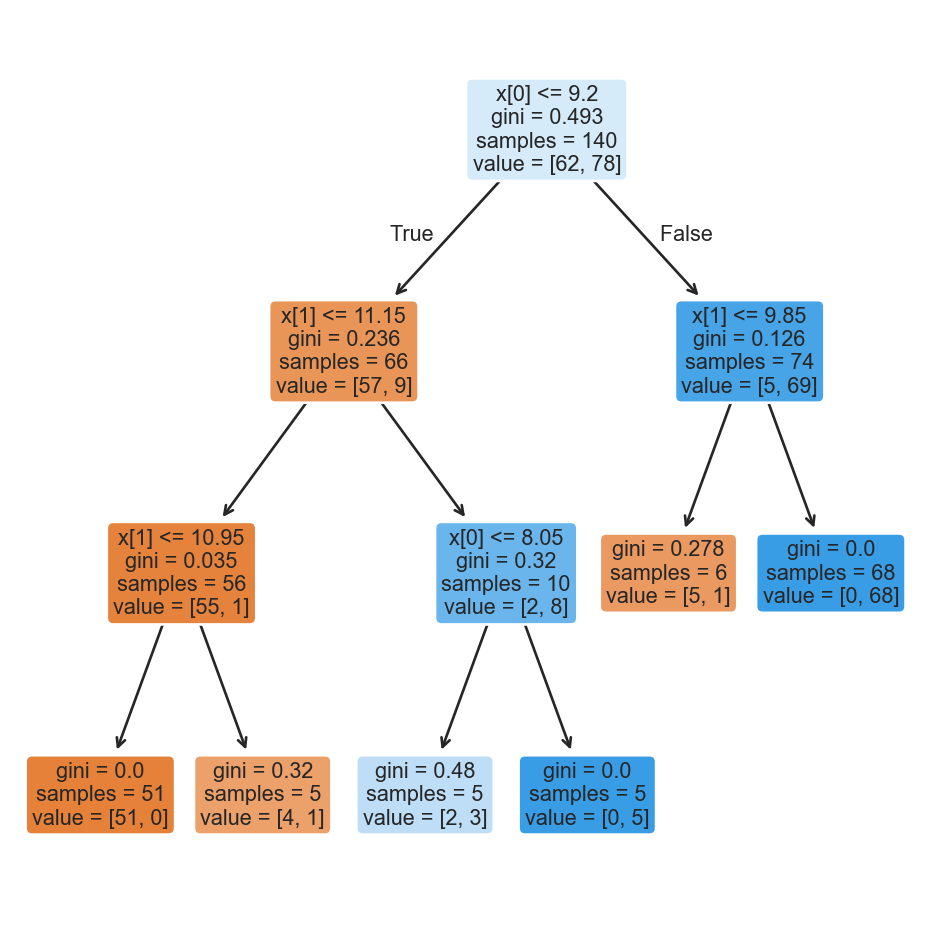 x[0] <= 9.2
gini = 0.493
samples = 140
value = [62, 78]
True
False
x[1] <= 11.15
gini = 0.236
samples = 66
value = [57, 9]
x[1] <= 9.85
gini = 0.126
samples = 74
value = [5, 69]
x[1] <= 10.95
gini = 0.035
samples = 56
value = [55, 1]
x[0] <= 8.05
gini = 0.32
samples = 10
value = [2, 8]
gini = 0.278
samples = 6
value = [5, 1]
gini = 0.0
samples = 68
value = [0, 68]
gini = 0.0
samples = 51
value = [51, 0]
gini = 0.32
samples = 5
value = [4, 1]
gini = 0.48
samples = 5
value = [2, 3]
gini = 0.0
samples = 5
value = [0, 5]